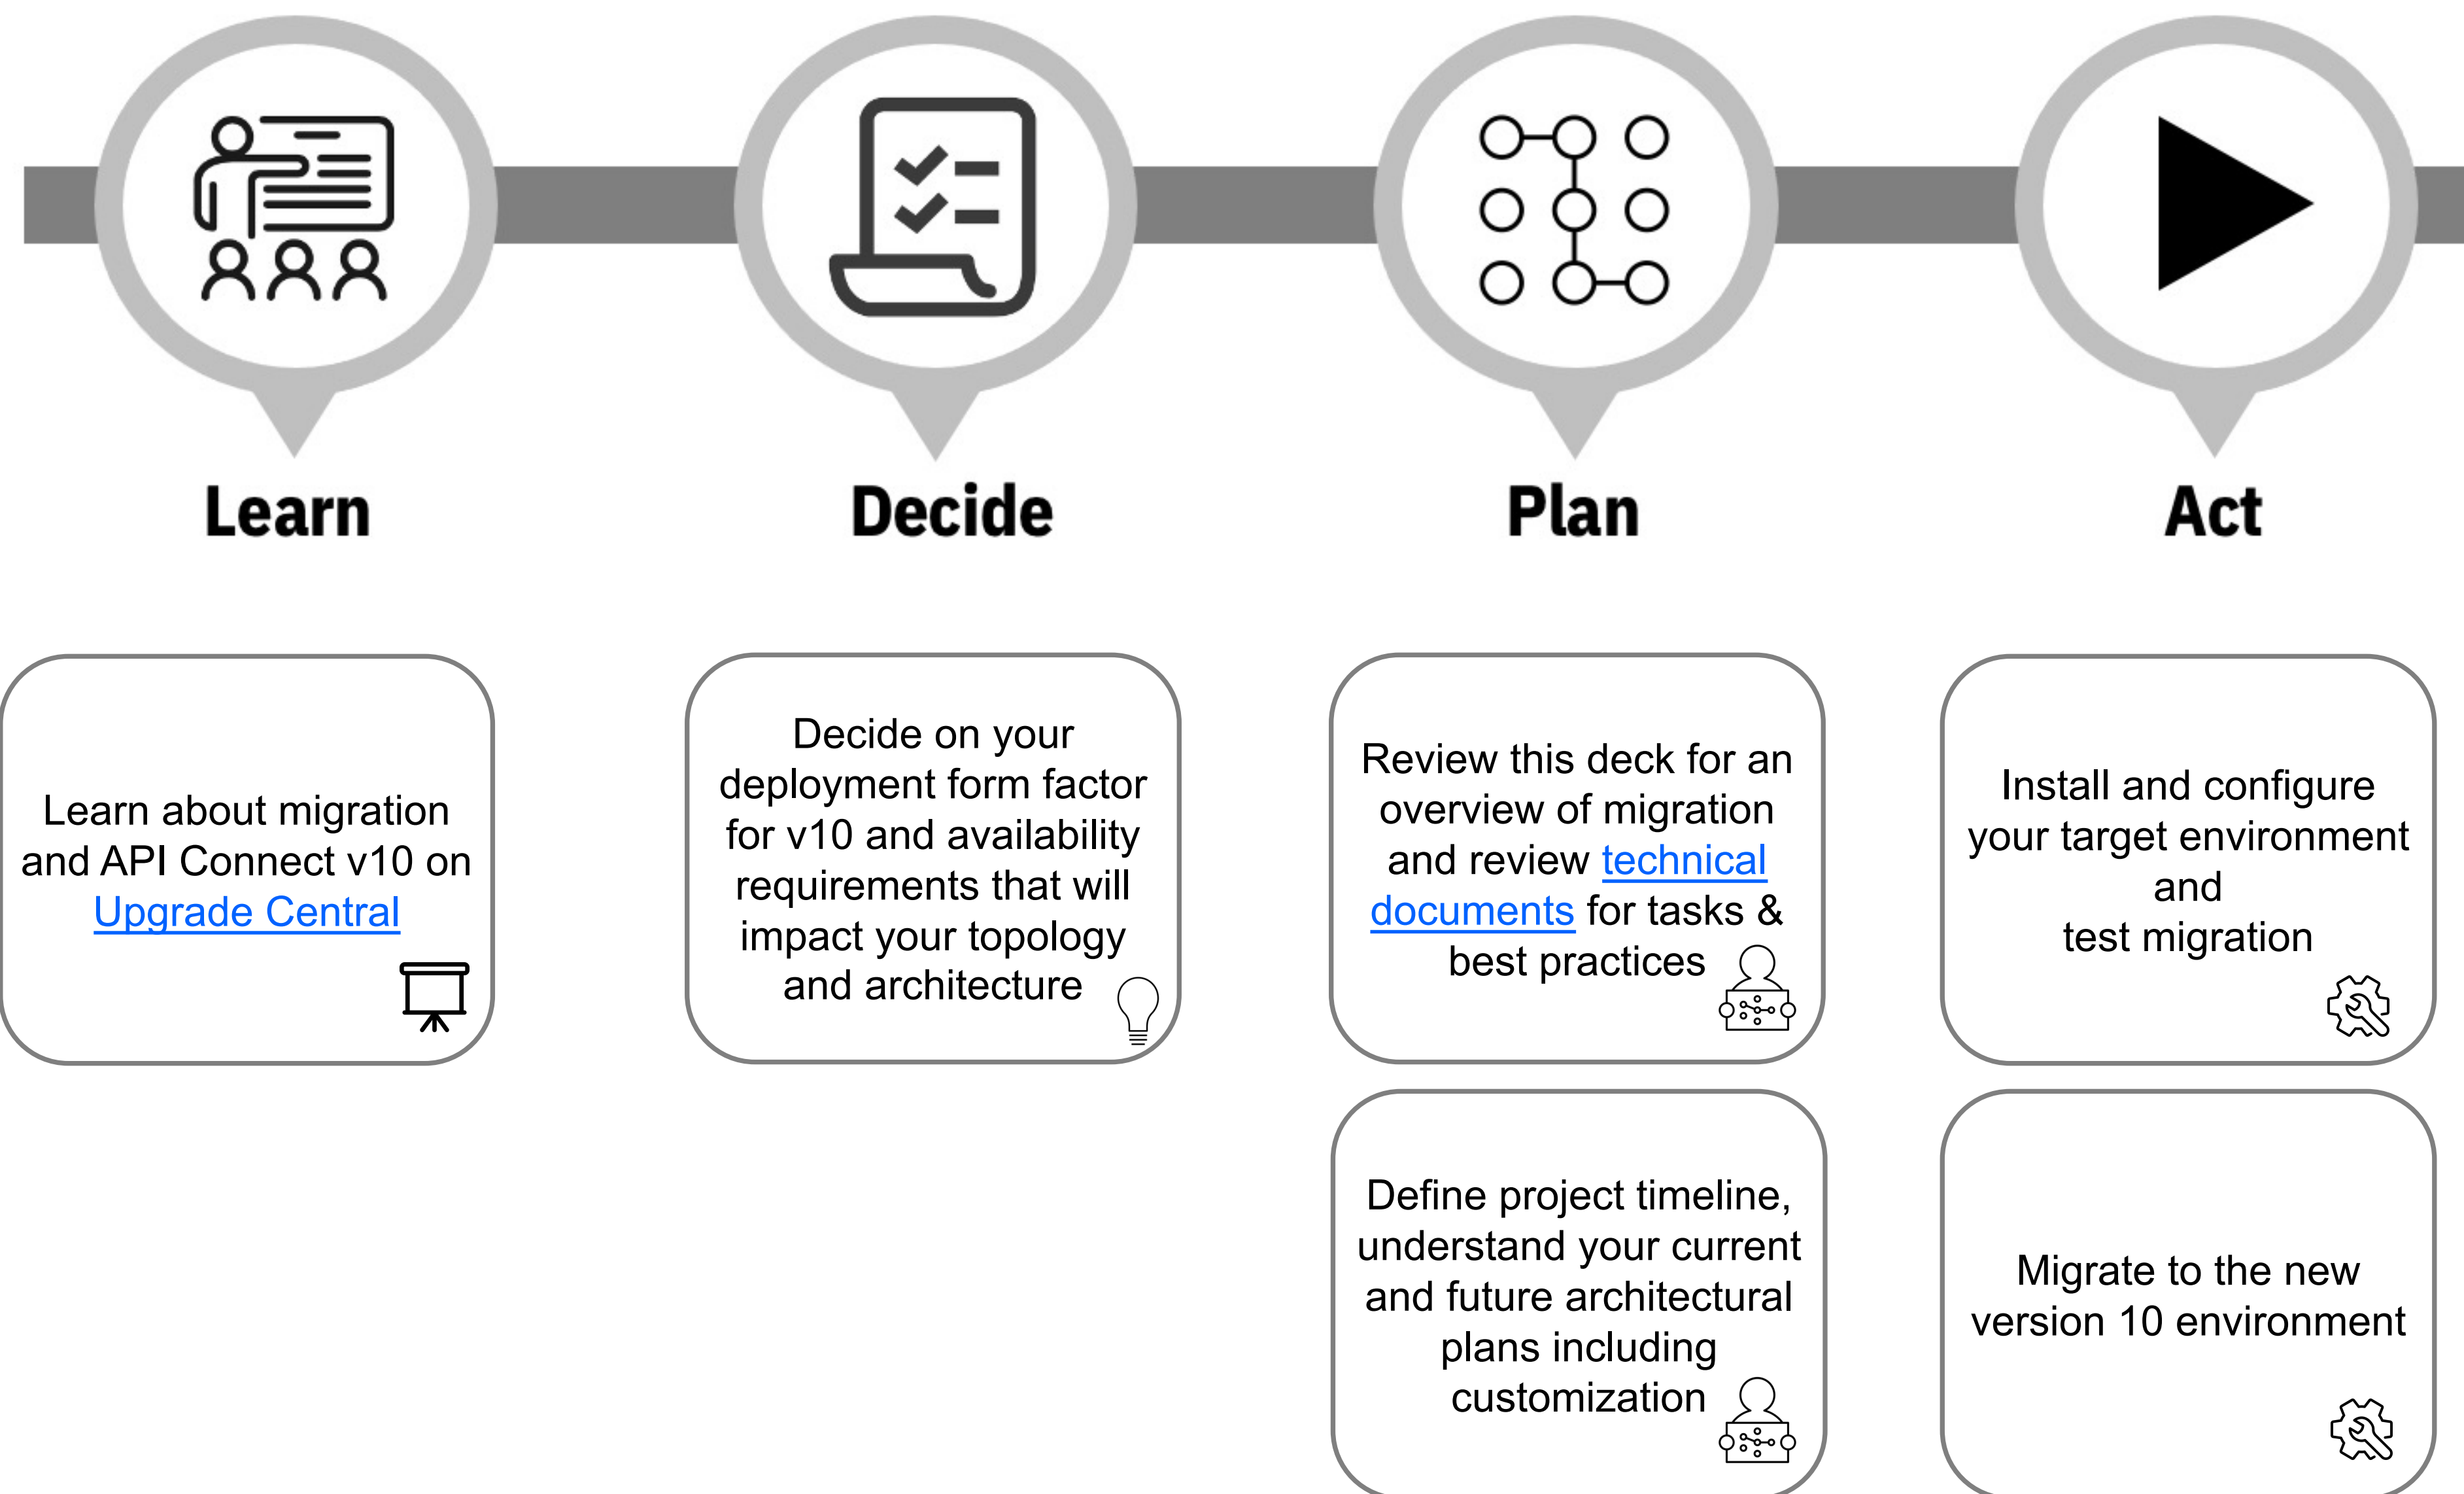 Learn
Decide
Plan
Act
Learn about migration
and API Connect v10 on
Upgrade Central
Decide on your
deployment form factor
for v10 and availability
requirements that will
impact your topology
and architecture
Review this deck for an
overview of migration
and review technical
documents for tasks &
best practices
Install and configure
your target environment
and
test migration
Define project timeline,
understand your current
and future architectural
plans including
customization
Migrate to the new
version 10 environment